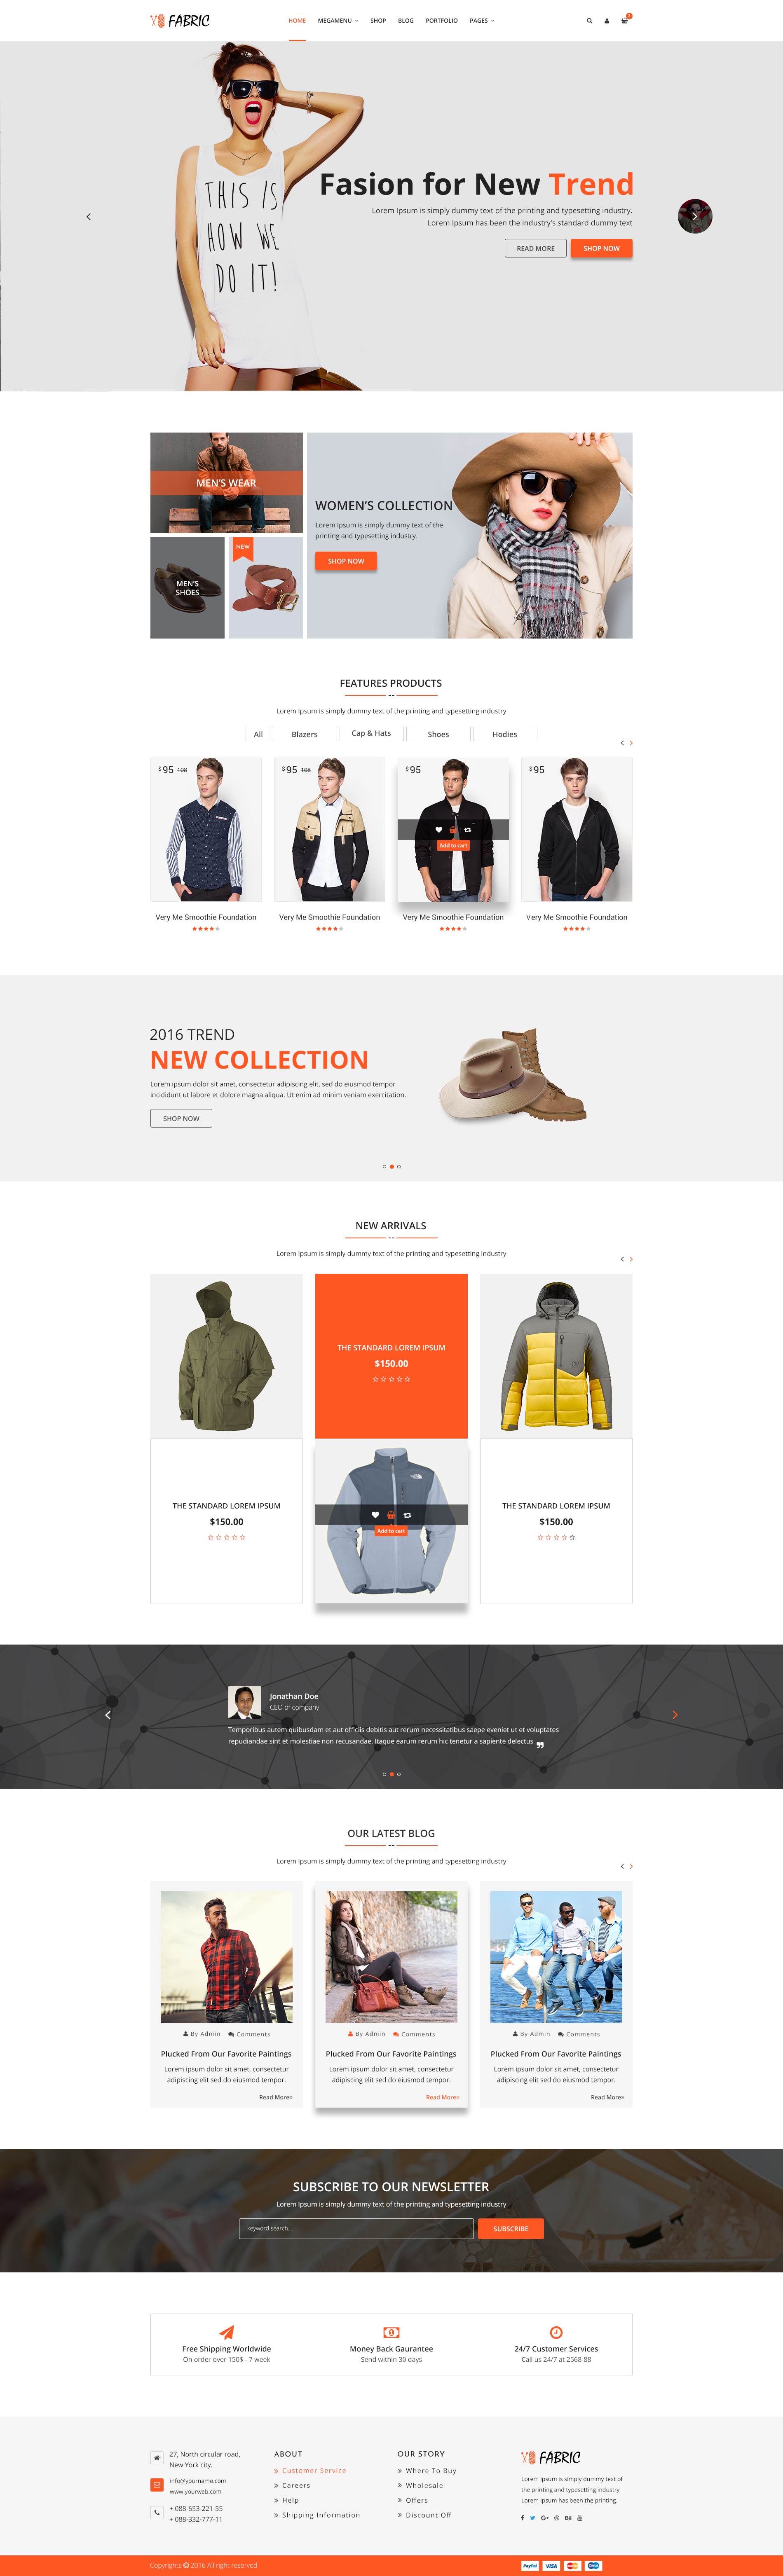 FABRIC
HOME MEGAMENU SHOP BLOG PORTFOLIO PAGES
2
THIS IS
HOW WE
DO IT!
Fasion for New Trend
Lorem Ipsum is simply dummy text of the printing and typesetting industry.
Lorem Ipsum has been the industry's standard dummy text
READ MORE SHOP NOW
MEN'S WEAR
MEN'S
SHOES
NEW
WOMEN'S COLLECTION
Lorem Ipsum is simply dummy text of the
printing and typesetting industry.
SHOP NOW
FEATURES PRODUCTS
Lorem Ipsum is simply dummy text of the printing and typesetting industry
All Blazers Cap & Hats Shoes Hodies
$95 108 $95 108 $95 $95
Add to cart
Very Me Smoothie Foundation Very Me Smoothie Foundation Very Me Smoothie Foundation Very Me Smoothie Foundation
2016 TREND
NEW COLLECTION
Lorem ipsum dolor sit amet, consectetur adipiscing elit, sed do eiusmod tempor
incididunt ut labore et dolore magna aliqua. Ut enim ad minim veniam exercitation.
SHOP NOW
NEW ARRIVALS
Lorem Ipsum is simply dummy text of the printing and typesetting industry
THE STANDARD LOREM IPSUM
$150.00
THE STANDARD LOREM IPSUM
$150.00
THE NORTH FACE
Add to cart
THE STANDARD LOREM IPSUM
$150.00
Jonathan Doe
CEO of company
Temporibus autem quibusdam et aut officiis debitis aut rerum necessitatibus saepe eveniet ut et voluptates
repudiandae sint et molestiae non recusandae. Itaque earum rerum hic tenetur a sapiente delectus
OUR LATEST BLOG
Lorem Ipsum is simply dummy text of the printing and typesetting industry
By Admin Comments
Plucked From Our Favorite Paintings
Lorem ipsum dolor sit amet, consectetur
adipiscing elit sed do eiusmod tempor.
Read More>
By Admin Comments
Plucked From Our Favorite Paintings
Lorem ipsum dolor sit amet, consectetur
adipiscing elit sed do eiusmod tempor.
Read More>
By Admin Comments
Plucked From Our Favorite Paintings
Lorem ipsum dolor sit amet, consectetur
adipiscing elit sed do eiusmod tempor.
Read More>
SUBSCRIBE TO OUR NEWSLETTER
Lorem Ipsum is simply dummy text of the printing and typesetting industry
keyword search... SUBSCRIBE
Free Shipping Worldwide
On order over 150$ - 7 week
Money Back Gaurantee
Send within 30 days
24/7 Customer Services
Call us 24/7 at 2568-88
27, North circular road,
New York city.
info@yourname.com
www.yourweb.com
+ 088-653-221-55
+ 088-332-777-11
ABOUT
Customer Service
Careers
Help
Shipping Information
OUR STORY
Where To Buy
Wholesale
Offers
Discount Off
FABRIC
Lorem Ipsum is simply dummy text of
the printing and typesetting industry
Lorem Ipsum has been the printing.
Copyrights © 2016 All right reserved
PayPal VISA